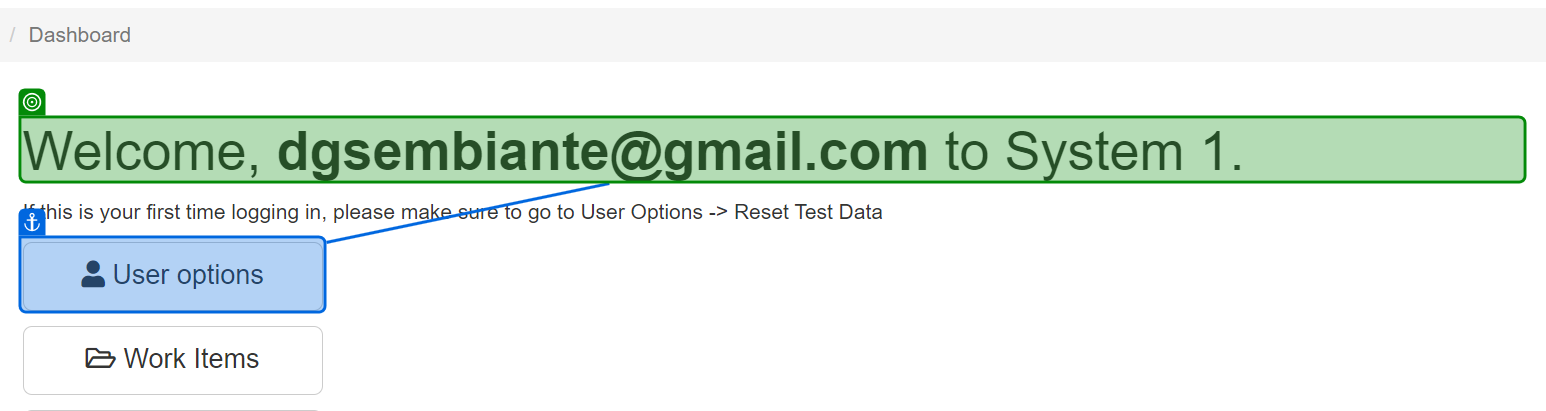 / Dashboard
Welcome, dgsembiante@gmail.com to System 1.
If this is your first time logging in, please make sure to go to User Options -> Reset Test Data
User options
Work Items